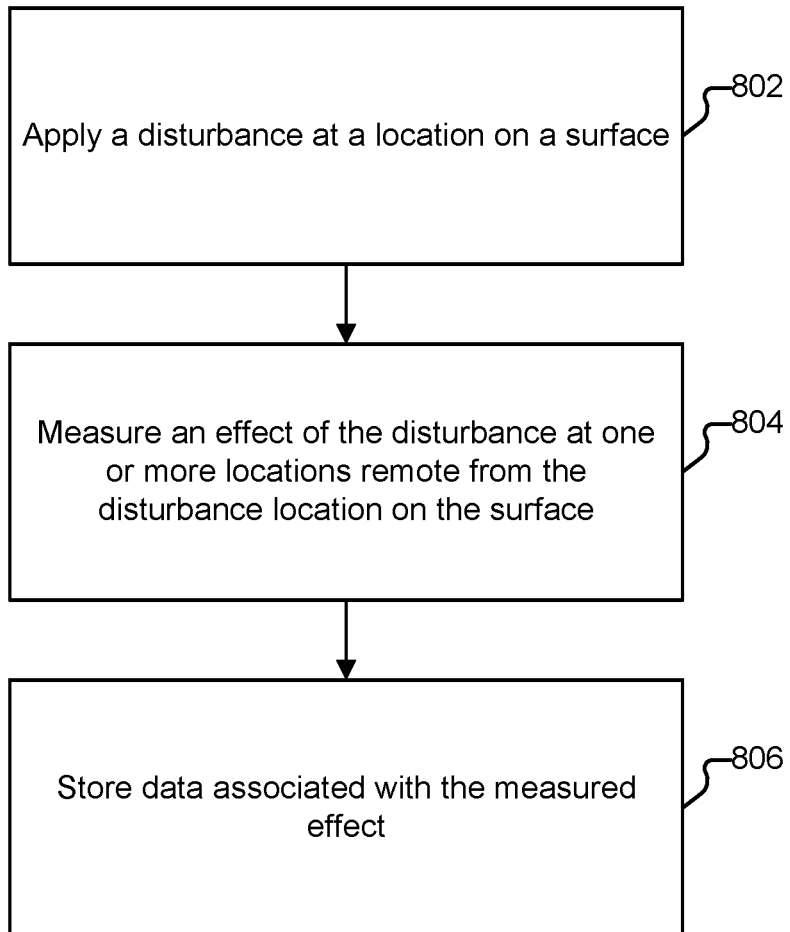 Apply a disturbance at a location on a surface
802
Measure an effect of the disturbance at one
or more locations remote from the
disturbance location on the surface
804
Store data associated with the measured
effect
806